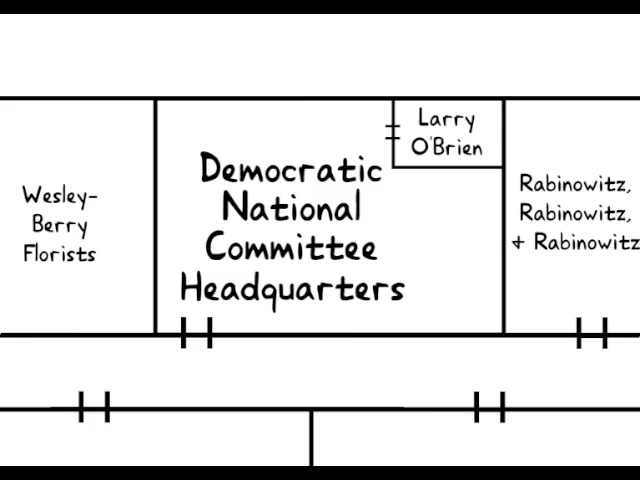 Larry
O'Brien
Democratic
National
Committee
Headquarters
Wesley-
Berry
Florists
Rabinowitz,
Rabinowitz,
+ Rabinowitz